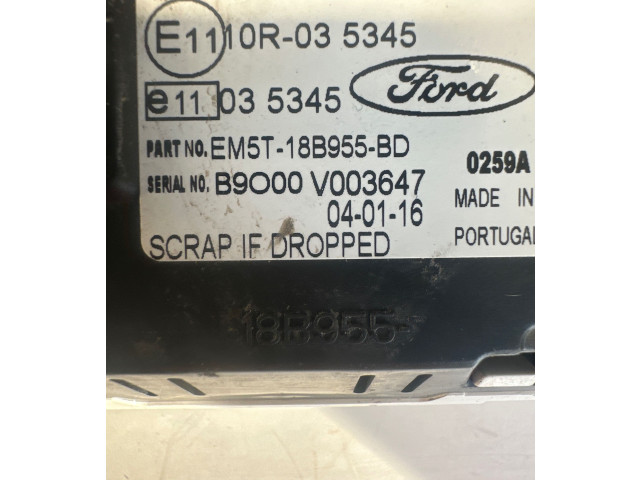 E11 10R-03 5345
e11 03 5345 Ford
PART NO. EM5T-18B955-BD
0259A
SERIAL NO. B9O00 V003647
04-01-16
MADE IN
PORTUGAL
SCRAP IF DROPPED
18B955-